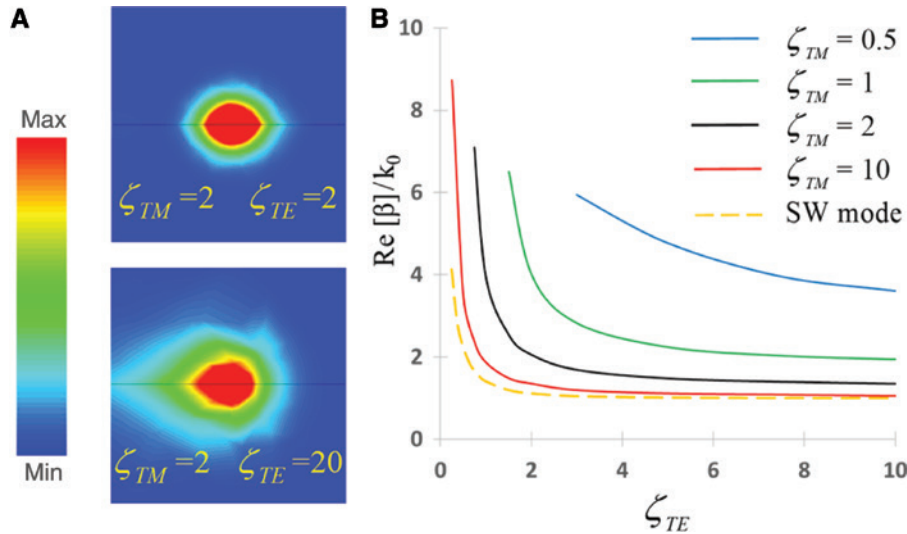 A
Max
Min
ζTM =2 ζTE =2
ζTM =2 ζTE =20
B
Re [β]/k0
10
8
6
4
2
0
0 2 4 6 8 10
ζTE
ζTM = 0.5
ζTM = 1
ζTM = 2
ζTM = 10
SW mode